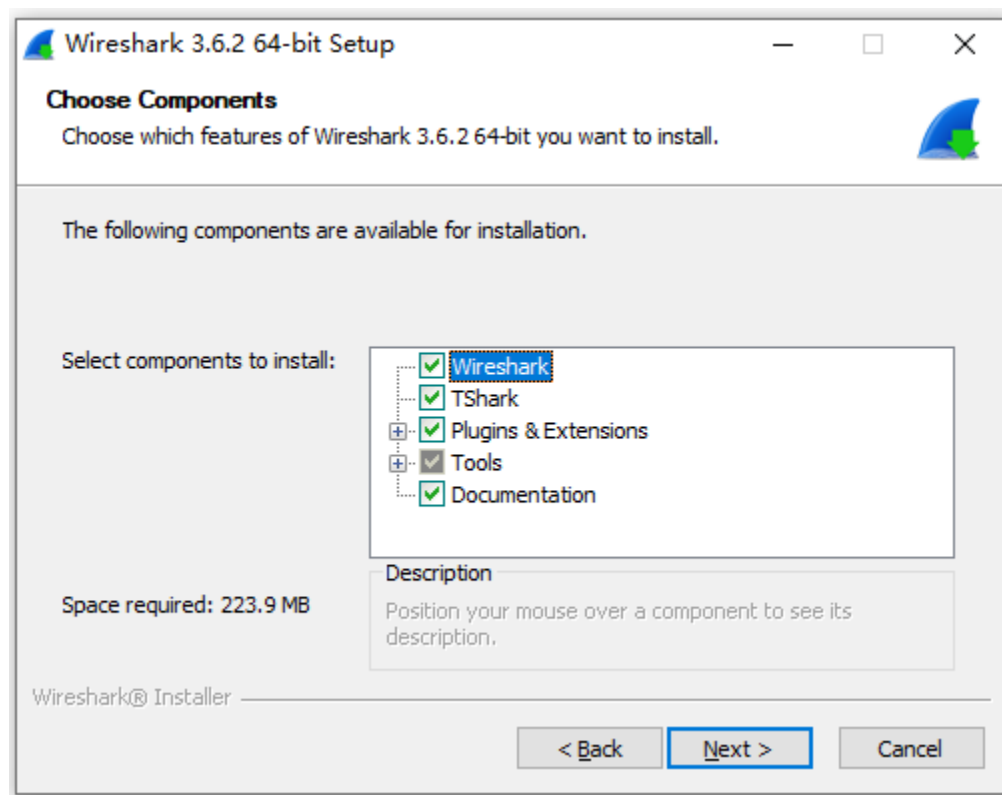 Wireshark 3.6.2 64-bit Setup
Choose Components
Choose which features of Wireshark 3.6.2 64-bit you want to install.
The following components are available for installation.
Select components to install:
Wireshark
TShark
Plugins & Extensions
Tools
Documentation
Space required: 223.9 MB
Description
Position your mouse over a component to see its
description.
Wireshark® Installer
< Back
Next >
Cancel